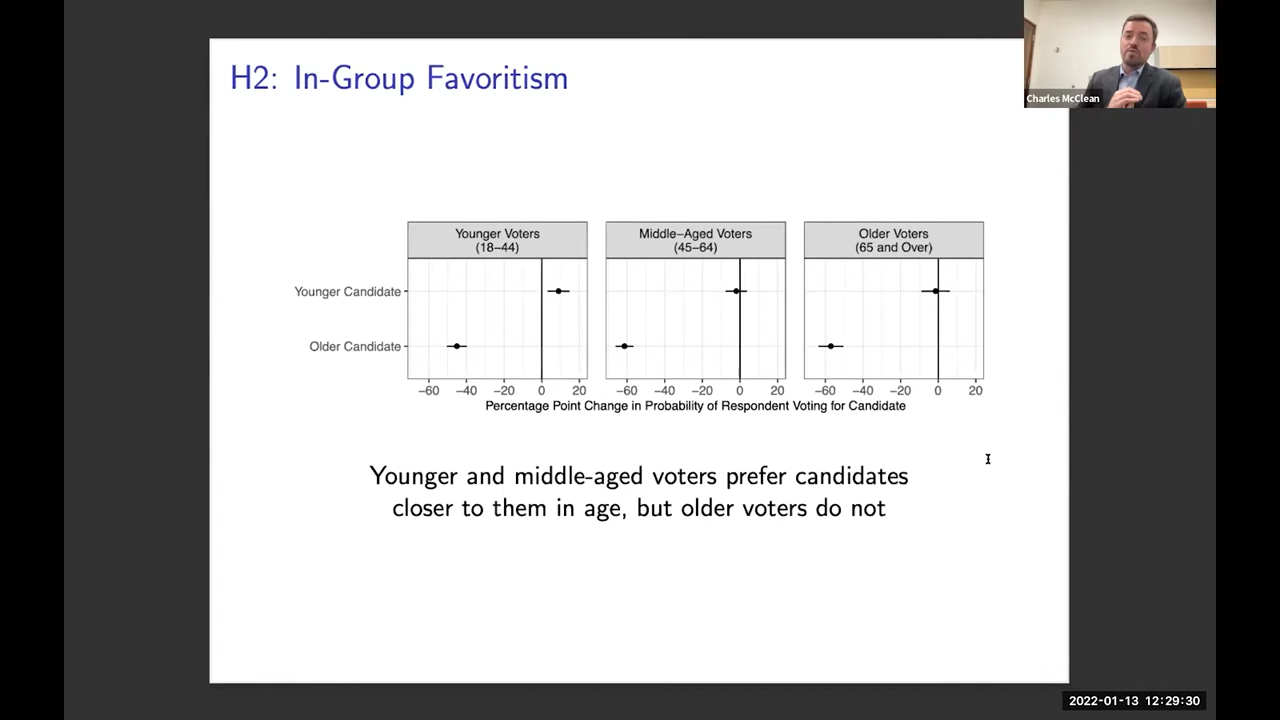 H2: In-Group Favoritism
Charles McClean
Younger Voters
(18–44)
Middle–Aged Voters
(45–64)
Older Voters
(65 and Over)
Younger Candidate
Older Candidate
−60 −40 −20 0 20
−60 −40 −20 0 20
−60 −40 −20 0 20
Percentage Point Change in Probability of Respondent Voting for Candidate
Younger and middle-aged voters prefer candidates
closer to them in age, but older voters do not
2022-01-13 12:29:30